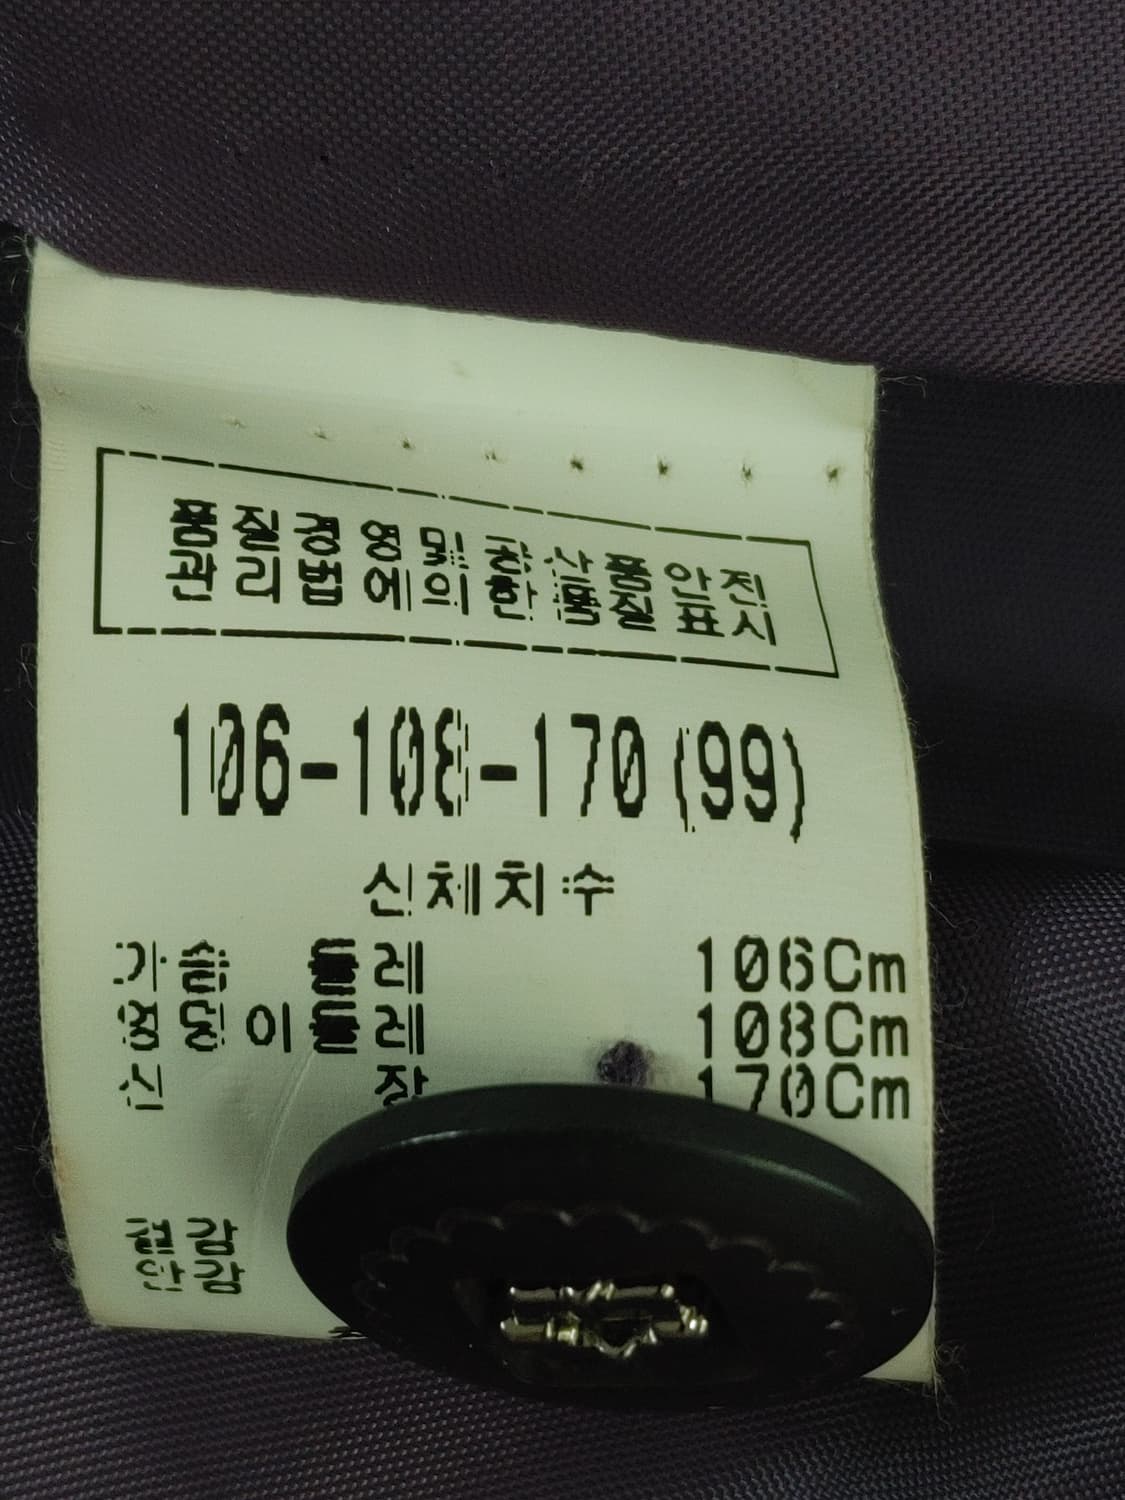 품질경영 및 공산품안전
관리법에 의한 품질표시
106-108-170(99)
신체치수
가슴 둘레 106Cm
엉덩이둘레 108Cm
신 장 170Cm
겉감
안감